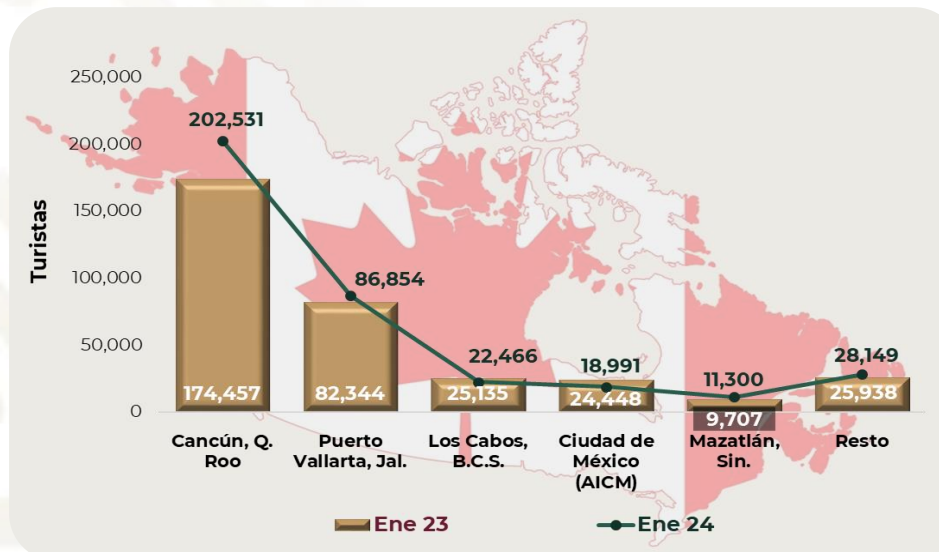 Turistas
250,000
200,000
150,000
100,000
50,000
0
202,531
86,854
22,466
18,991
11,300
28,149
174,457
82,344
25,135
24,448
9,707
25,938
Cancún, Q.
Roo
Puerto
Vallarta, Jal.
Los Cabos,
B.C.S.
Ciudad de
México
(AICM)
Mazatlán,
Sin.
Resto
Ene 23
Ene 24